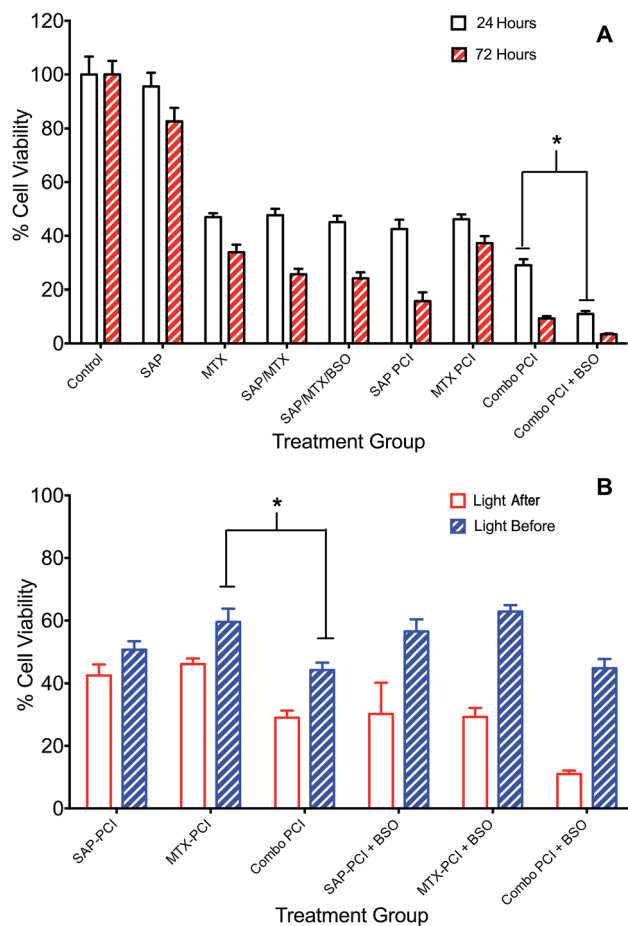 120
100
80
60
40
20
0
% Cell Viability
24 Hours
72 Hours
A
*
Control
SAP
MTX
SAP/MTX
SAP/MTX/BSO
SAP PCI
MTX PCI
Combo PCI
Combo PCI + BSO
Treatment Group
100
80
60
40
20
0
% Cell Viability
Light After
Light Before
B
*
SAP-PCI
MTX-PCI
Combo PCI
SAP-PCI + BSO
MTX-PCI + BSO
Combo PCI + BSO
Treatment Group